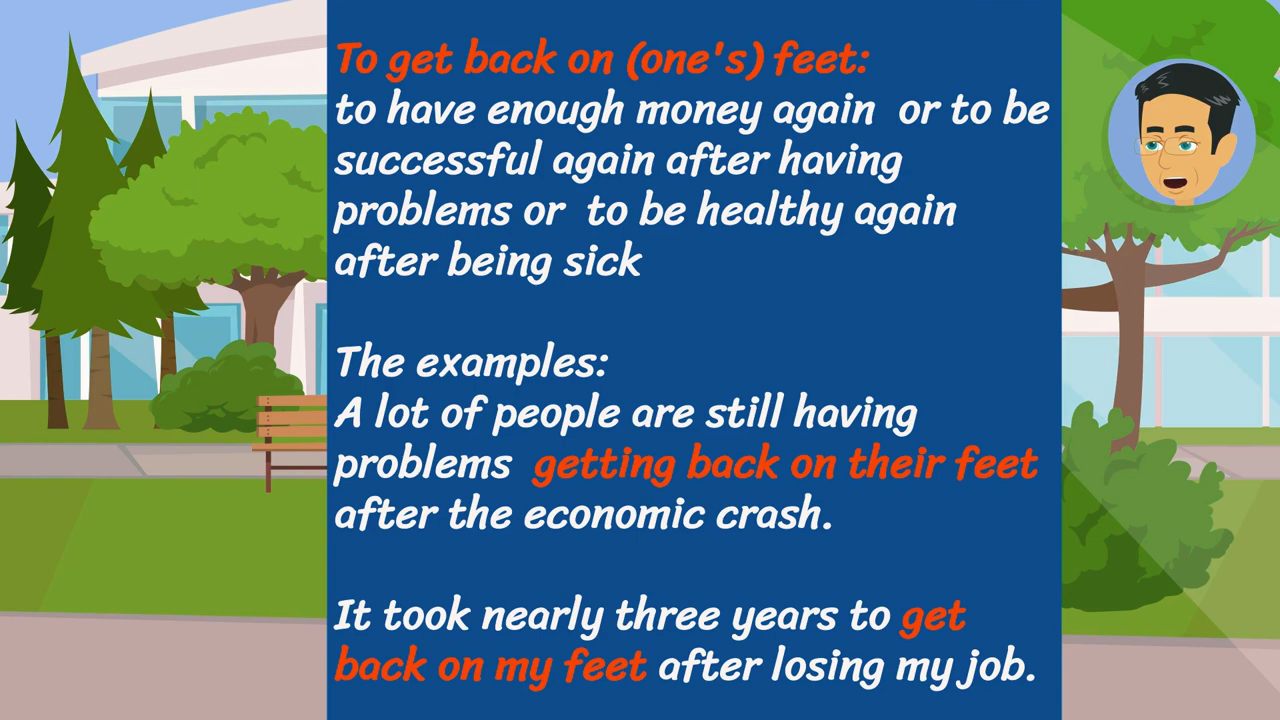 To get back on (one's) feet:
to have enough money again or to be
successful again after having
problems or to be healthy again
after being sick
The examples:
A lot of people are still having
problems getting back on their feet
after the economic crash.
It took nearly three years to get
back on my feet after losing my job.